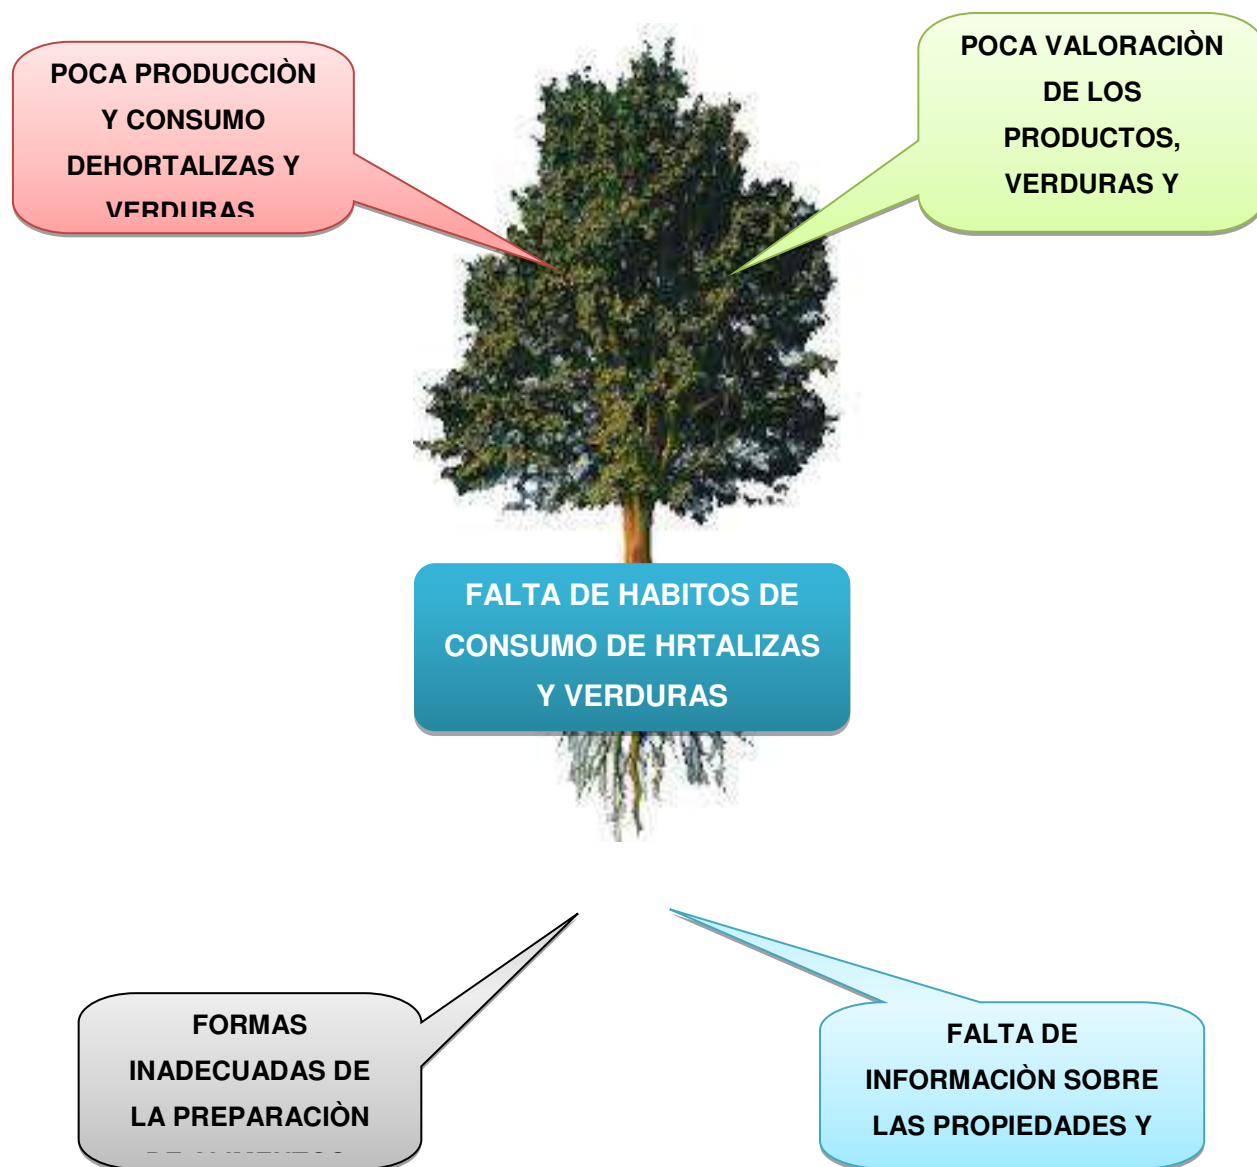 POCA PRODUCCIÒN
Y CONSUMO
DEHORTALIZAS Y
VERDURAS
POCA VALORACIÒN
DE LOS
PRODUCTOS,
VERDURAS Y
FALTA DE HABITOS DE
CONSUMO DE HRTALIZAS
Y VERDURAS
FORMAS
INADECUADAS DE
LA PREPARACIÒN
FALTA DE
INFORMACIÒN SOBRE
LAS PROPIEDADES Y